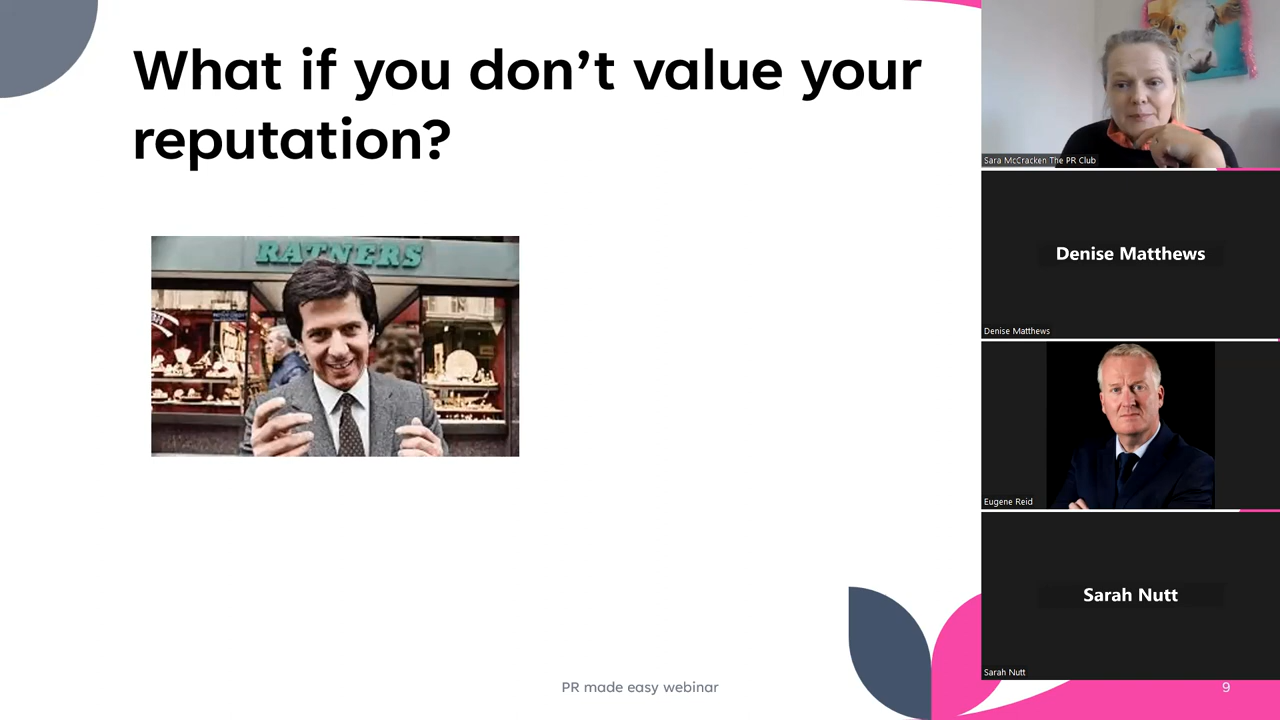 What if you don’t value your
reputation?
RATNERS
PR made easy webinar
9
Sara McCracken The PR Club
Denise Matthews
Denise Matthews
Eugene Reid
Sarah Nutt
Sarah Nutt